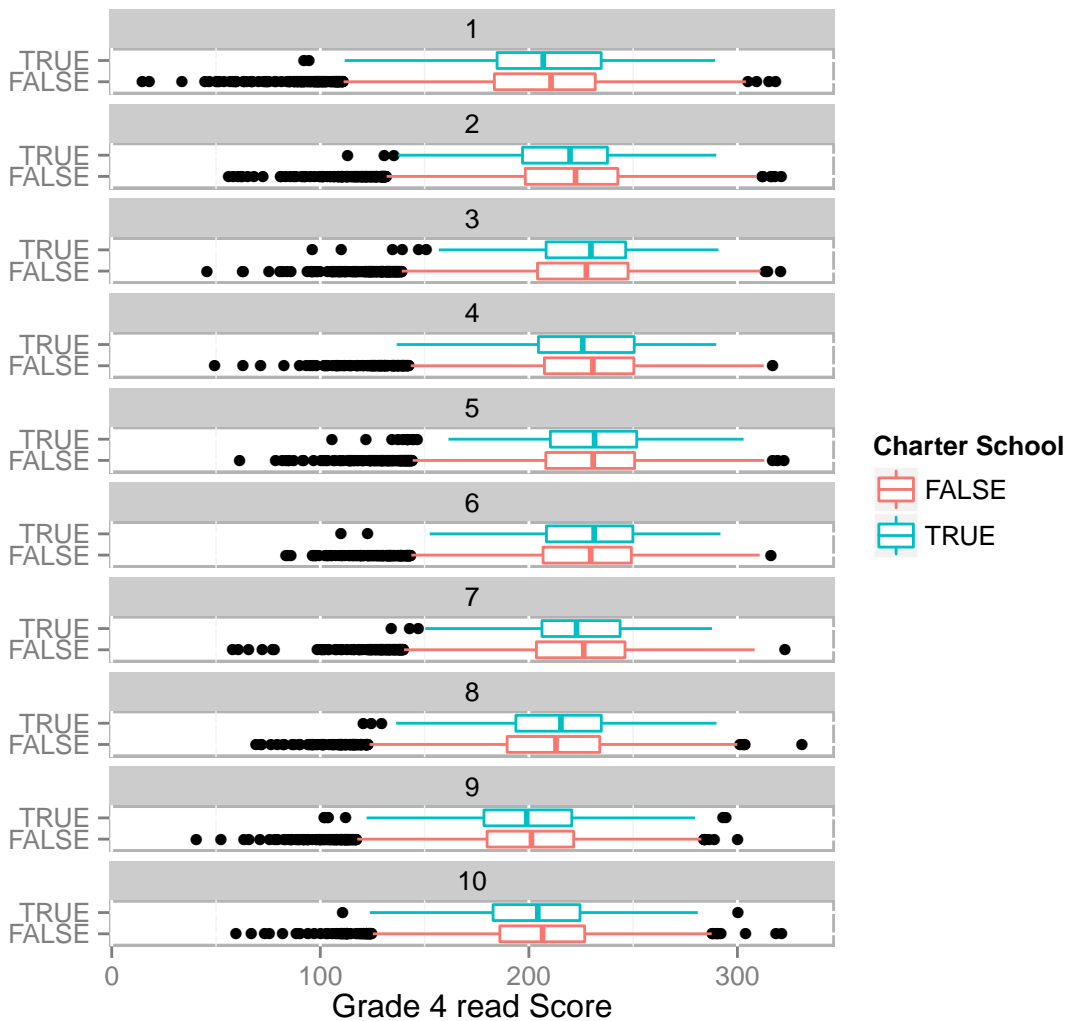 1
TRUE
FALSE
2
TRUE
FALSE
3
TRUE
FALSE
4
TRUE
FALSE
5
TRUE
FALSE
6
TRUE
FALSE
7
TRUE
FALSE
8
TRUE
FALSE
9
TRUE
FALSE
10
TRUE
FALSE
0 100 200 300
Grade 4 read Score
Charter School
FALSE
TRUE